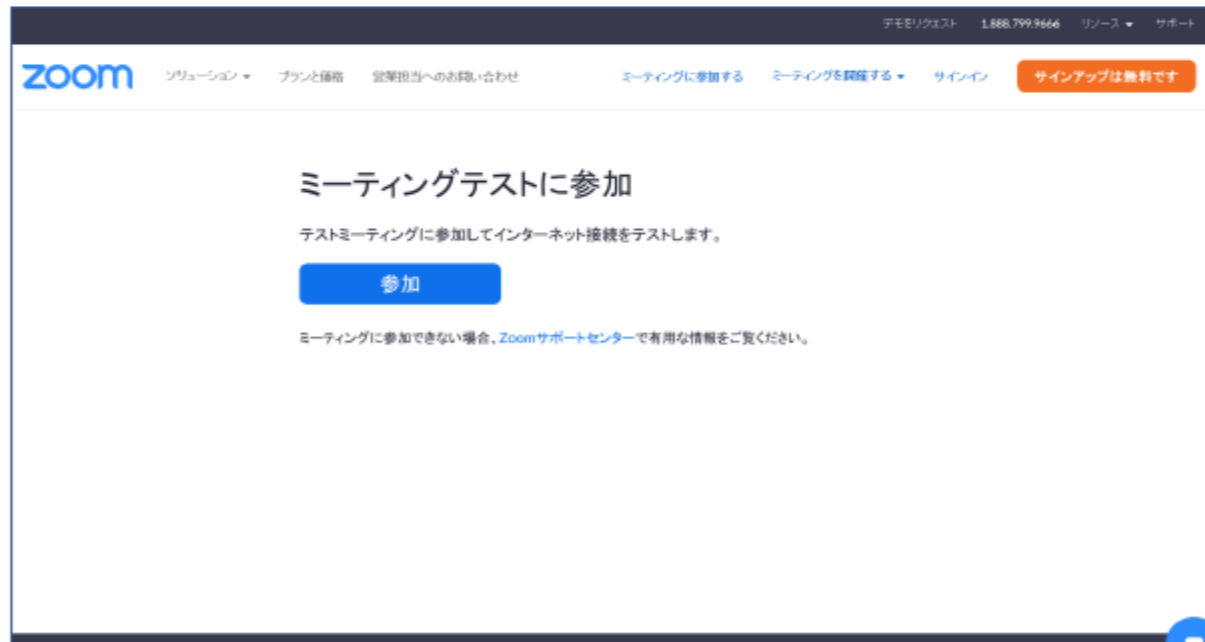 デモをリクエスト 1.888.799.9666 リソース サポート
zoom ソリューション プランと価格 営業担当へのお問い合わせ ミーティングに参加する ミーティングを開催する サインイン サインアップは無料です
ミーティングテストに参加
テストミーティングに参加してインターネット接続をテストします。
参加
ミーティングに参加できない場合、Zoomサポートセンターで有用な情報をご覧ください。